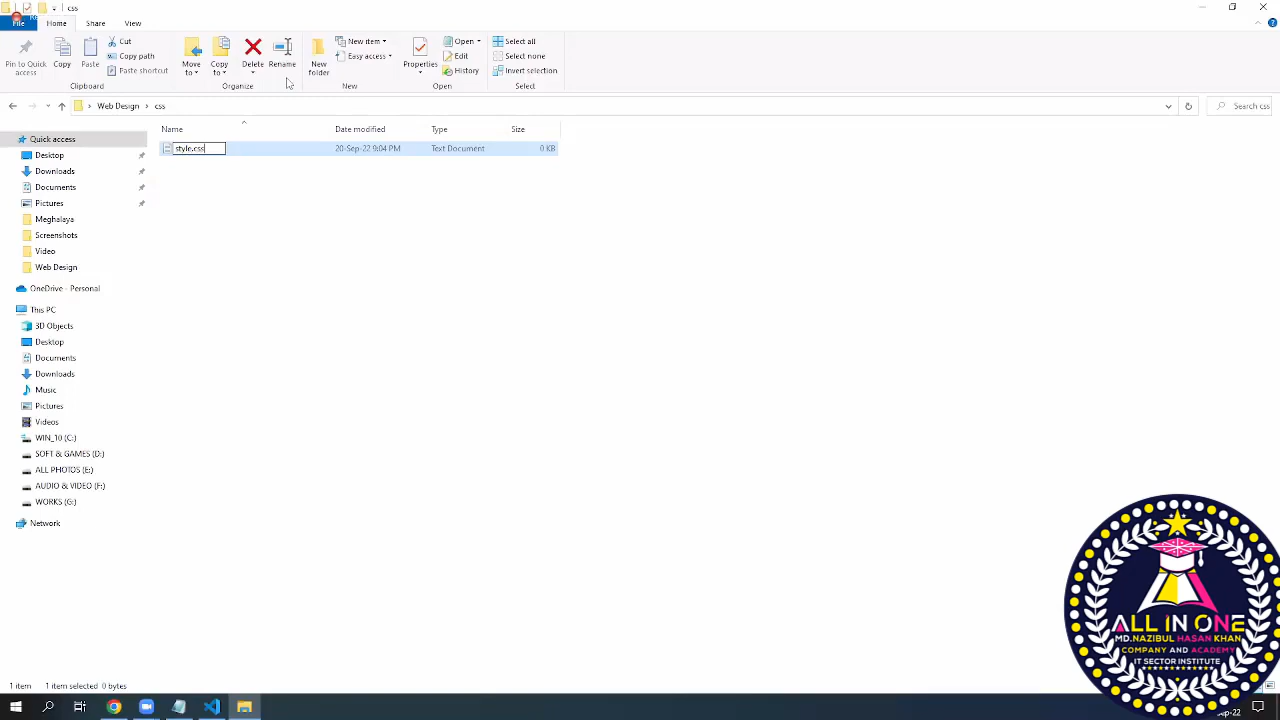 css
File
Home
Share
View
Pin to Quick access
Copy
Paste
Cut
Copy path
Paste shortcut
Clipboard
Move to
Copy to
Delete
Rename
Organize
New folder
New item
Easy access
New
Properties
Open
Edit
History
Open
Select all
Select none
Invert selection
Select
Web Design
css
Search css
Name
Date modified
Type
Size
style.css
20-Sep-22 9:04 PM
Text Document
0 KB
Quick access
Desktop
Downloads
Documents
Pictures
Meghalaya
Screenshots
Video
Web Design
OneDrive - Personal
This PC
3D Objects
Desktop
Documents
Downloads
Music
Pictures
Videos
WIN_10 (C:)
SOFT & GAMES (D:)
ALL PHOTOS (E:)
AUDIO & VIDEO (F:)
WORKS (G:)
Network
ALL IN ONE
MD.NAZIBUL HASAN KHAN
COMPANY AND ACADEMY
IT SECTOR INSTITUTE
1 item
1 item selected 0 bytes